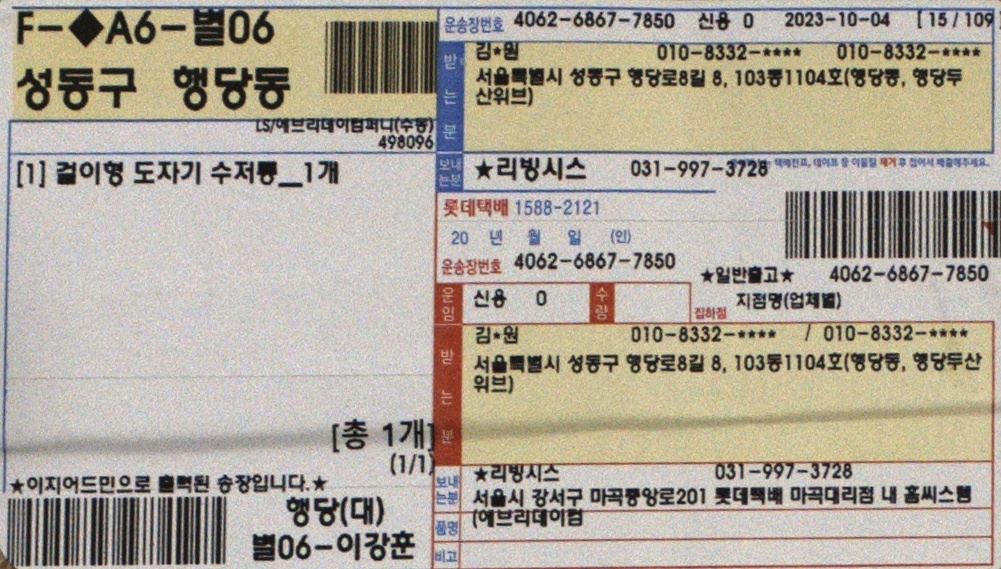 F-◆A6-별06
성동구 행당동
LS/에브리데이컴퍼니(수동)
498096
[1] 걸이형 도자기 수저통_1개
[총 1개]
(1/1)
★이지어드민으로 출력된 송장입니다.★
행당(대)
별06-이강훈
운송장번호 4062-6867-7850 신용 0 2023-10-04 [15/109
받는분
김*원 010-8332-**** 010-8332-****
서울특별시 성동구 행당로8길 8, 103동1104호(행당동, 행당두
산위브)
보내는분 ★리빙시스 031-997-3728
택배전표, 테이프 등 이물질 제거 후 접어서 배출해주세요.
롯데택배 1588-2121
20 년 월 일 (인)
운송장번호 4062-6867-7850
★일반출고★ 4062-6867-7850
운임 신용 0 수량
집하점 지점명(업체별)
받는분
김*원 010-8332-**** / 010-8332-****
서울특별시 성동구 행당로8길 8, 103동1104호(행당동, 행당두산
위브)
보내는분 ★리빙시스 031-997-3728
서울시 강서구 마곡중앙로201 롯데택배 마곡대리점 내 홈씨스템
(에브리데이컴
품명
비고